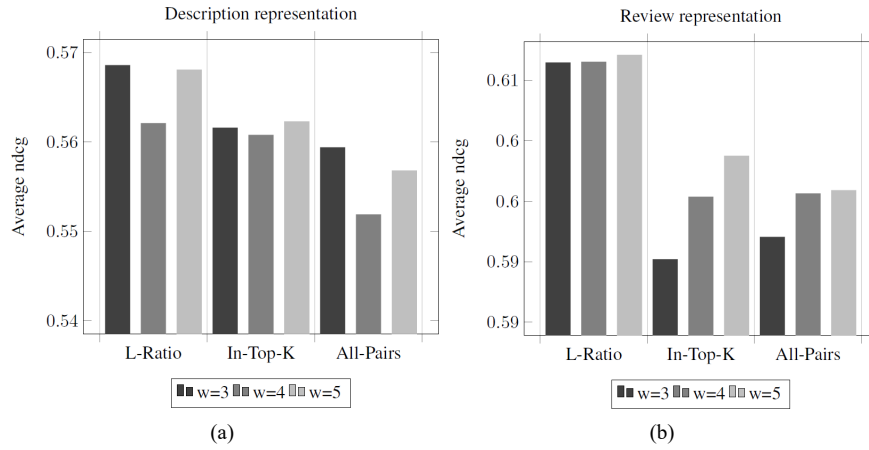 Description representation
Average ndcg
0.57
0.56
0.55
0.54
L-Ratio In-Top-K All-Pairs
w=3 w=4 w=5
(a)
Review representation
Average ndcg
0.61
0.6
0.6
0.59
0.59
L-Ratio In-Top-K All-Pairs
w=3 w=4 w=5
(b)